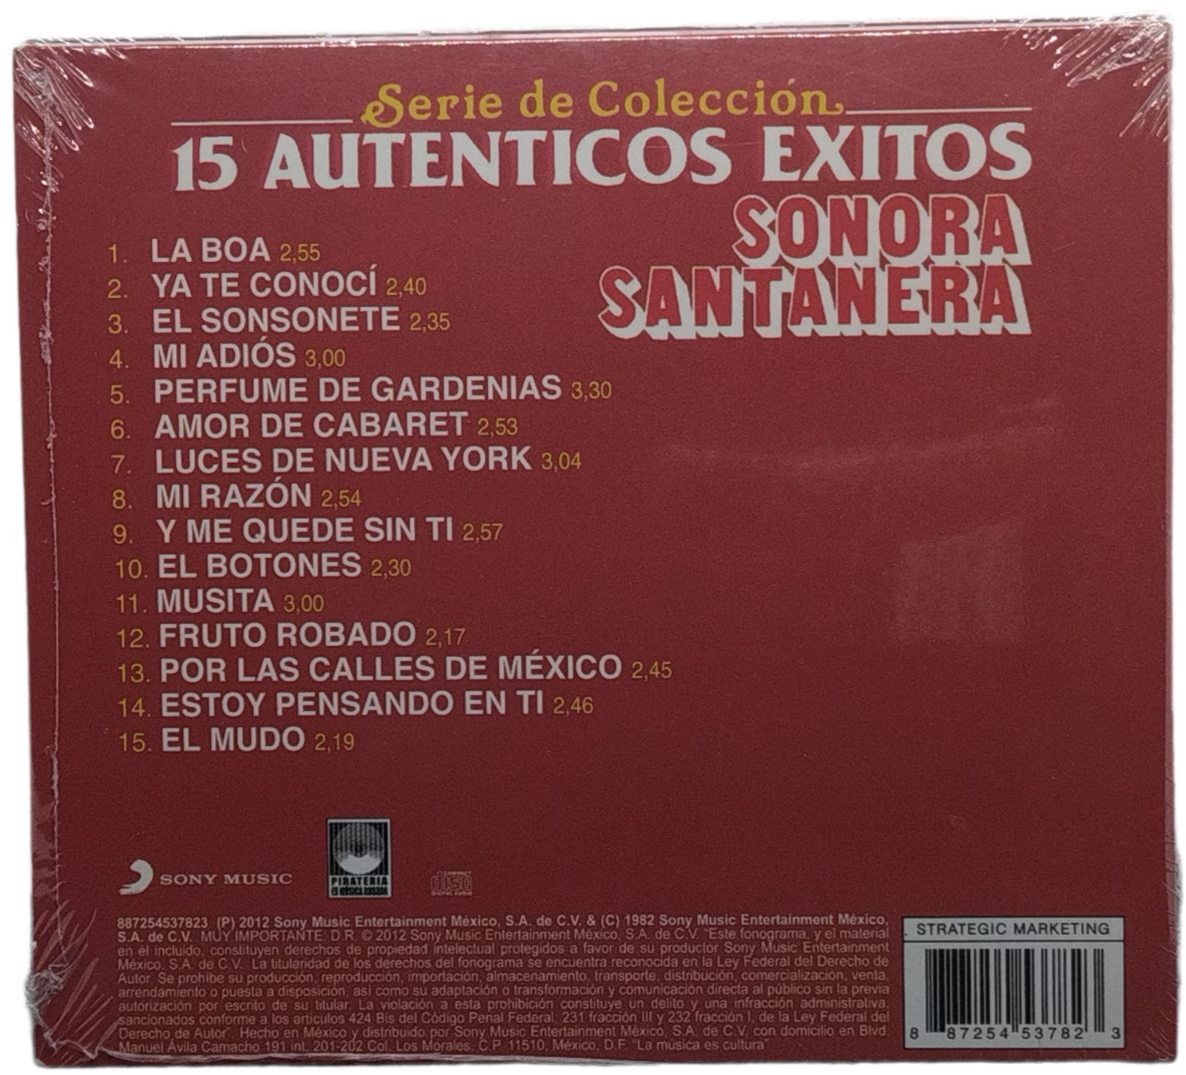 Serie de Colección
15 AUTENTICOS EXITOS
SONORA
SANTANERA
1. LA BOA 2,55
2. YA TE CONOCÍ 2,40
3. EL SONSONETE 2,35
4. MI ADIÓS 3,00
5. PERFUME DE GARDENIAS 3,30
6. AMOR DE CABARET 2,53
7. LUCES DE NUEVA YORK 3,04
8. MI RAZÓN 2,54
9. Y ME QUEDE SIN TI 2,57
10. EL BOTONES 2,30
11. MUSITA 3,00
12. FRUTO ROBADO 2,17
13. POR LAS CALLES DE MÉXICO 2,45
14. ESTOY PENSANDO EN TI 2,46
15. EL MUDO 2,19
SONY MUSIC
PIRATERIA
COMPACT
disc
DIGITAL AUDIO
887254537823 (P) 2012 Sony Music Entertainment México, S.A. de C.V. & (C) 1982 Sony Music Entertainment México,
S.A. de C.V. MUY IMPORTANTE: D.R. © 2012 Sony Music Entertainment México, S.A. de C.V. "Este fonograma, y el material
en él incluido, constituyen derechos de propiedad intelectual protegidos a favor de su productor Sony Music Entertainment
México, S.A. de C.V. La titularidad de los derechos del fonograma se encuentra reconocida en la Ley Federal del Derecho de
Autor. Se prohíbe su producción, reproducción, importación, almacenamiento, transporte, distribución, comercialización, venta,
arrendamiento o puesta a disposición, así como su adaptación o transformación y comunicación directa al público sin la previa
autorización por escrito de su titular. La violación a esta prohibición constituye un delito y una infracción administrativa,
sancionados conforme a los artículos 424 Bis del Código Penal Federal; 231 fracción III y 232 fracción I, de la Ley Federal del
Derecho de Autor". Hecho en México y distribuido por Sony Music Entertainment México, S.A. de C.V. con domicilio en Blvd.
Manuel Ávila Camacho 191 Int. 201-202 Col. Los Morales, C.P. 11510, México, D.F. "La música es cultura"
STRATEGIC MARKETING
8 87254 53782 3